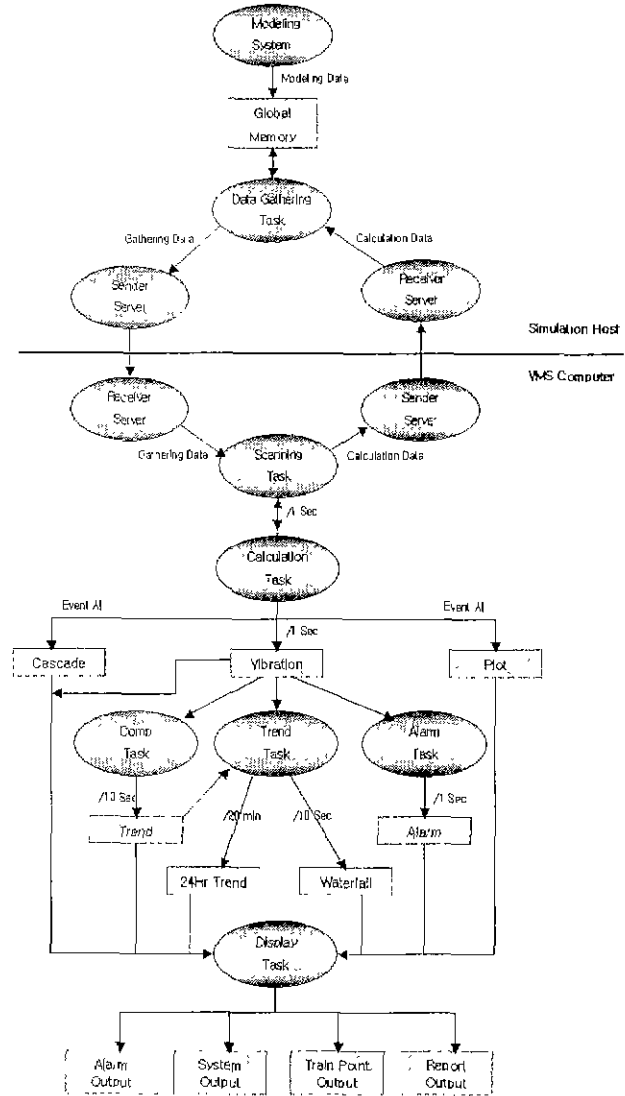 Modeling
System
Modeling Data
Global
Memory
Data Gathering
Task
Gathering Data
Calculation Data
Sender
Server
Receiver
Server
Simulation Host
VMS Computer
Receiver
Server
Sender
Server
Gathering Data
Calculation Data
Scanning
Task
/1 Sec
Calculation
Task
Event At
/1 Sec
Event At
Cascade
Vibration
Plot
Comp
Task
Trend
Task
Alarm
Task
/10 Sec
/20 min
/10 Sec
/1 Sec
Trend
Alarm
24Hr Trend
Waterfall
Display
Task
Alarm
Output
System
Output
Train Point
Output
Report
Output